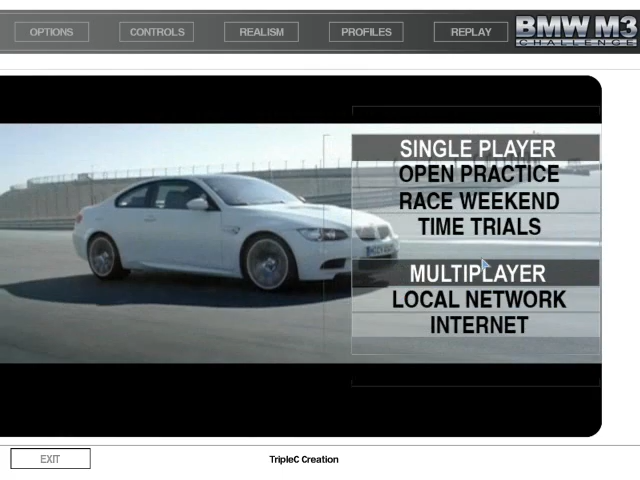 OPTIONS
CONTROLS
REALISM
PROFILES
REPLAY
BMW M3
CHALLENGE
SINGLE PLAYER
OPEN PRACTICE
RACE WEEKEND
TIME TRIALS
MULTIPLAYER
LOCAL NETWORK
INTERNET
EXIT
TripleC Creation